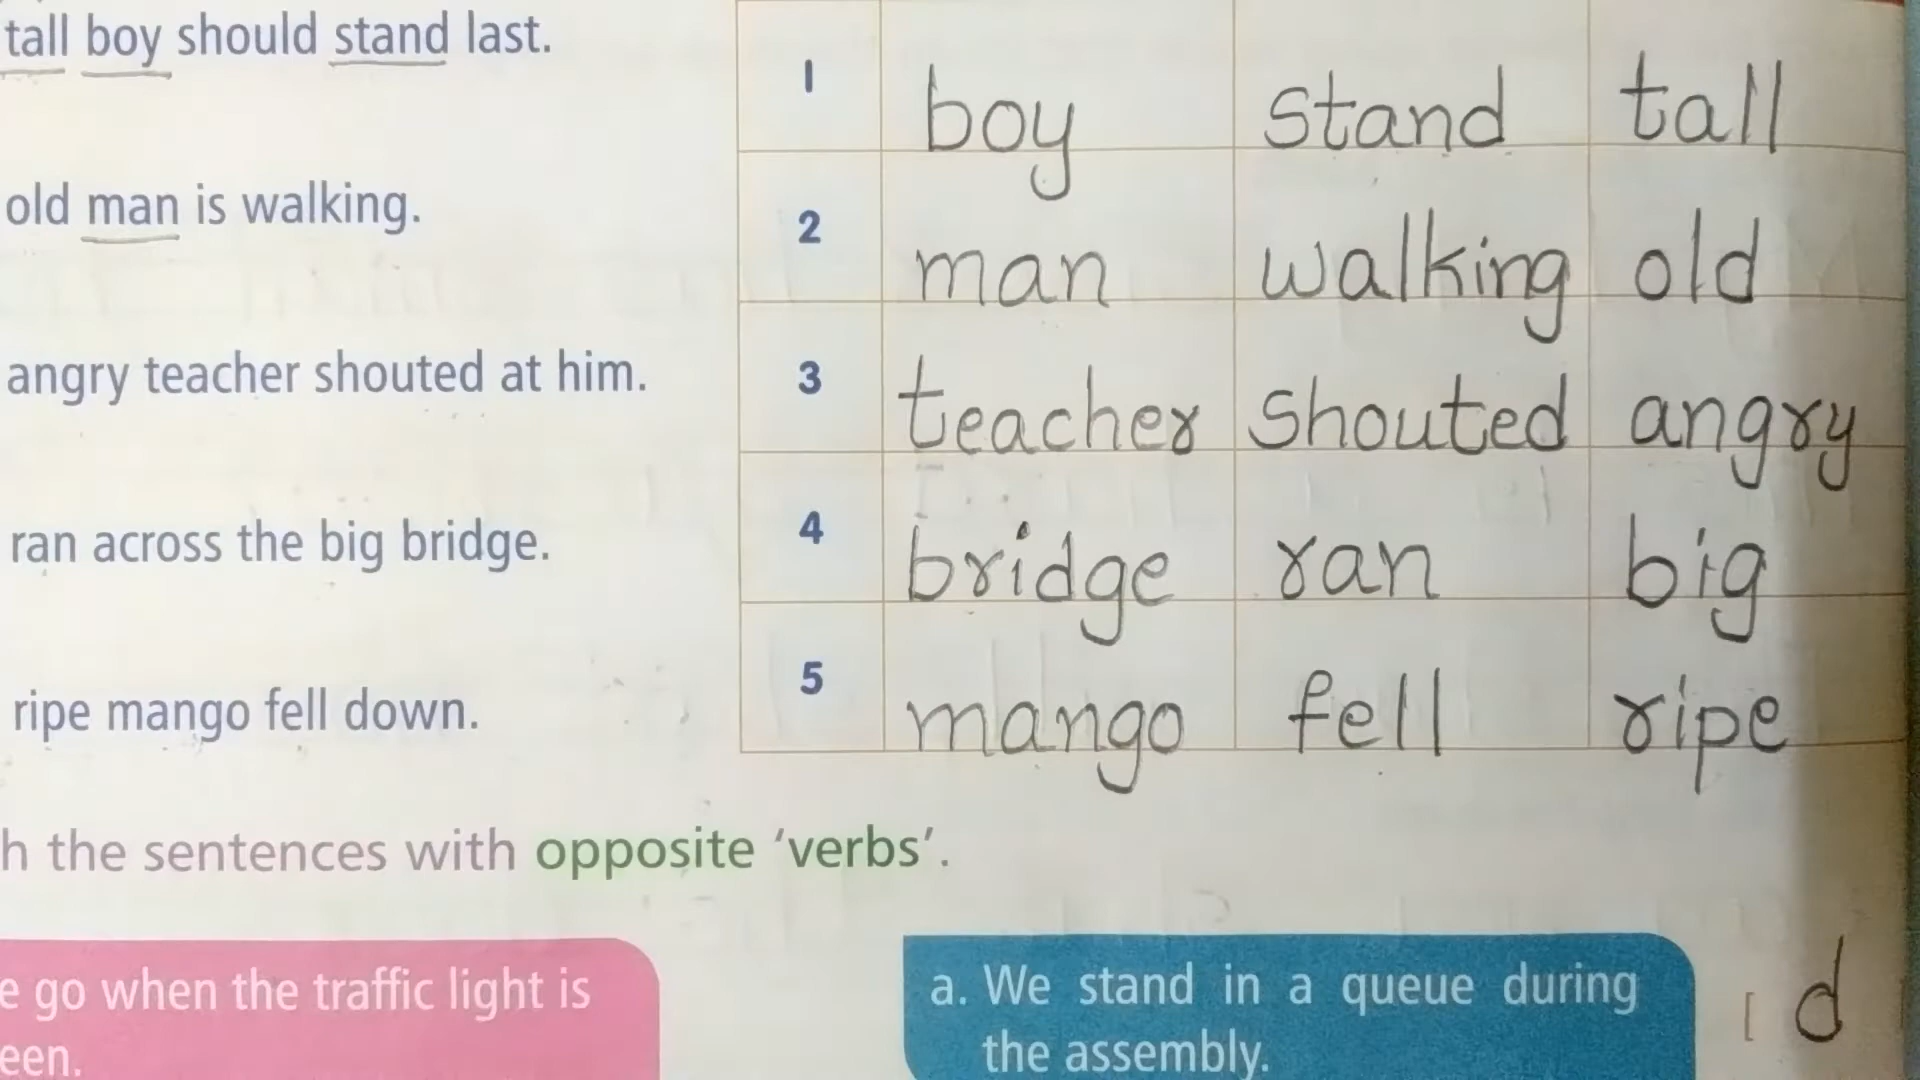 tall boy should stand last.
1 boy stand tall
old man is walking.
2 man walking old
angry teacher shouted at him.
3 teacher shouted angry
ran across the big bridge.
4 bridge ran big
ripe mango fell down.
5 mango fell ripe
h the sentences with opposite ‘verbs’.
e go when the traffic light is
een.
a. We stand in a queue during
the assembly.
[ d